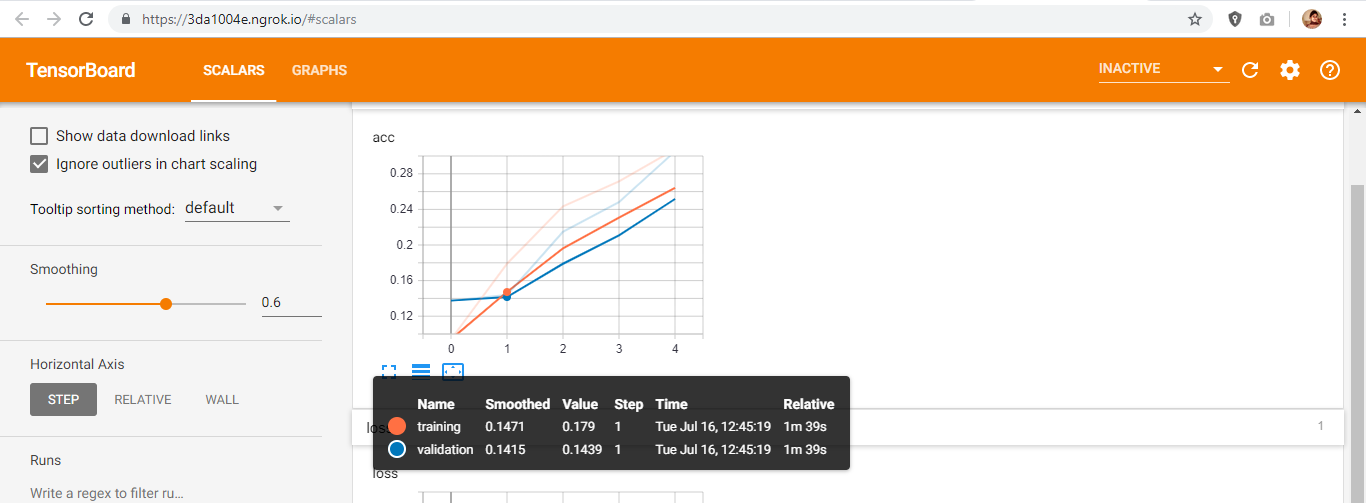 https://3da1004e.ngrok.io/#scalars
TensorBoard SCALARS GRAPHS INACTIVE
Show data download links
Ignore outliers in chart scaling
Tooltip sorting method: default
Smoothing
0.6
Horizontal Axis
STEP RELATIVE WALL
Runs
Write a regex to filter ru...
acc
0.28
0.24
0.2
0.16
0.12
0 1 2 3 4
Name Smoothed Value Step Time Relative
training 0.1471 0.179 1 Tue Jul 16, 12:45:19 1m 39s
validation 0.1415 0.1439 1 Tue Jul 16, 12:45:19 1m 39s
loss 1
loss